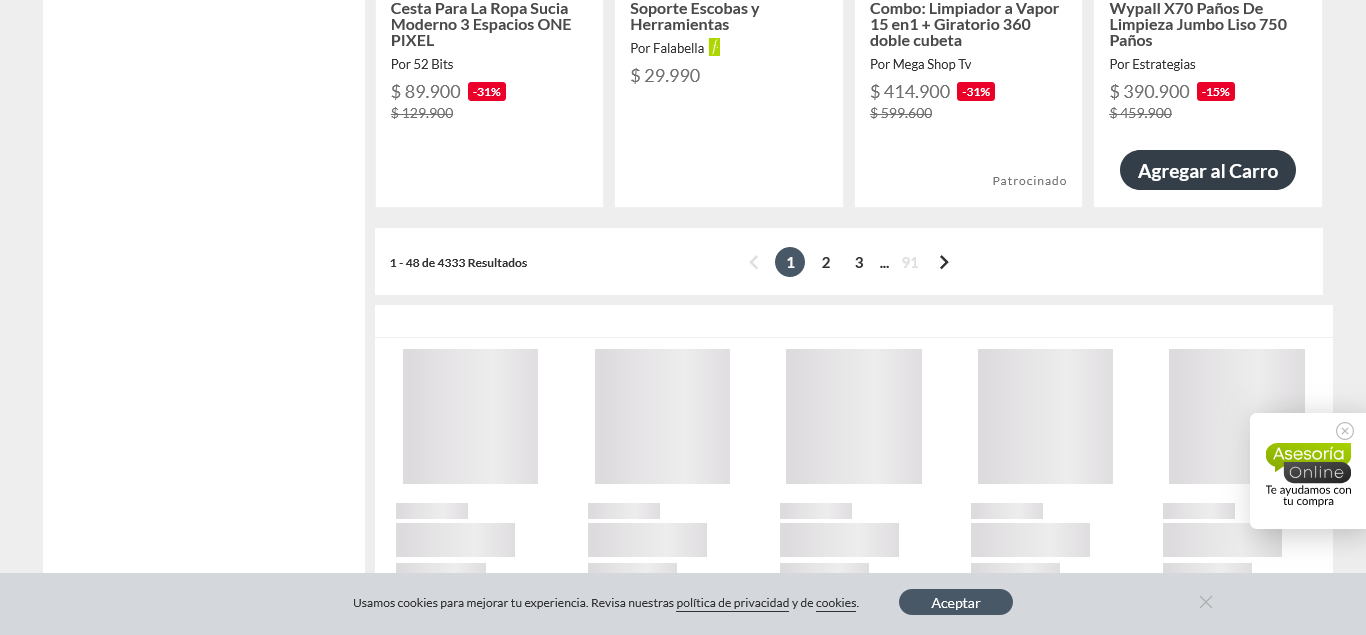 Cesta Para La Ropa Sucia
Moderno 3 Espacios ONE
PIXEL
Por 52 Bits
$ 89.900 -31%
$ 129.900
Soporte Escobas y
Herramientas
Por Falabella
$ 29.990
Combo: Limpiador a Vapor
15 en1 + Giratorio 360
doble cubeta
Por Mega Shop Tv
$ 414.900 -31%
$ 599.600
Patrocinado
Wypall X70 Paños De
Limpieza Jumbo Liso 750
Paños
Por Estrategias
$ 390.900 -15%
$ 459.900
Agregar al Carro
1 - 48 de 4333 Resultados
1 2 3 ... 91
Asesoría
Online
Te ayudamos con
tu compra
Usamos cookies para mejorar tu experiencia. Revisa nuestras política de privacidad y de cookies.
Aceptar